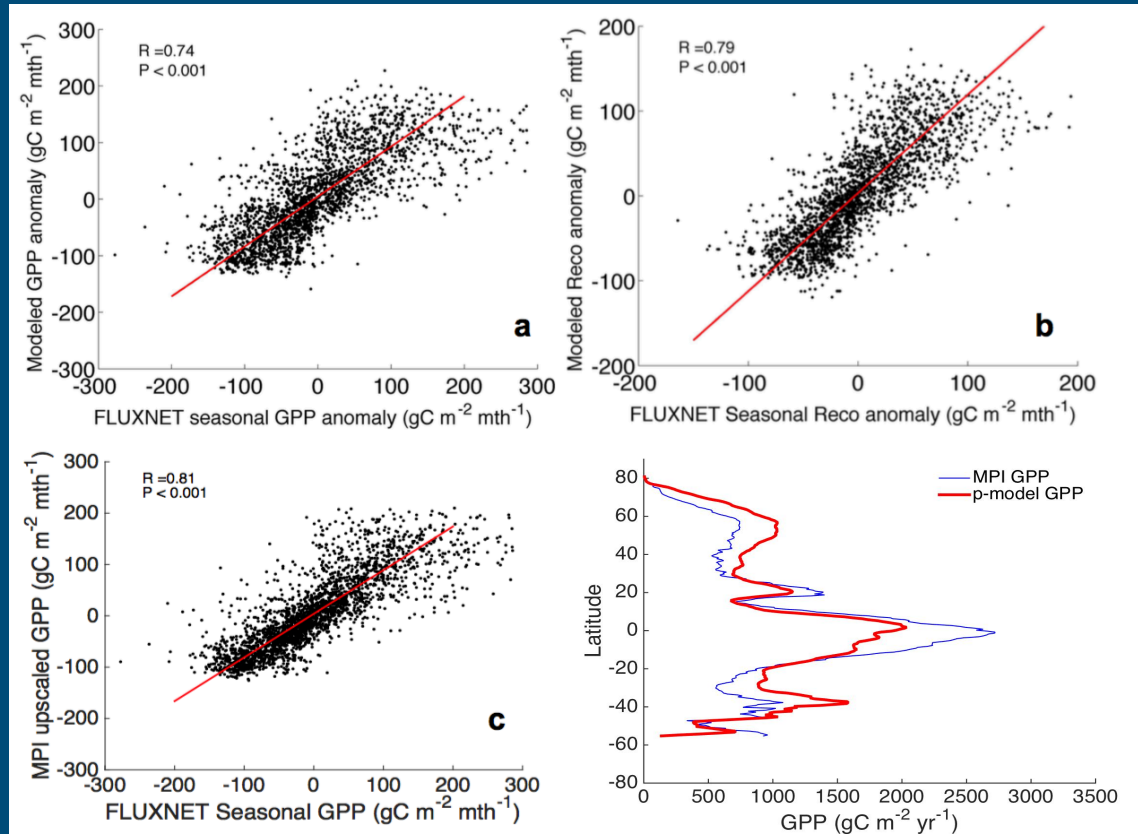 300
200
100
0
-100
-200
-300
-300 -200 -100 0 100 200 300
Modeled GPP anomaly (gC m⁻² mth⁻¹)
R =0.74
P < 0.001
a
FLUXNET seasonal GPP anomaly (gC m⁻² mth⁻¹)
200
100
0
-100
-200
-200 -100 0 100 200
Modeled Reco anomaly (gC m⁻² mth⁻¹)
R =0.79
P < 0.001
b
FLUXNET Seasonal Reco anomaly (gC m⁻² mth⁻¹)
300
200
100
0
-100
-200
-300
-300 -200 -100 0 100 200 300
MPI upscaled GPP (gC m⁻² mth⁻¹)
R =0.81
P < 0.001
c
FLUXNET Seasonal GPP (gC m⁻² mth⁻¹)
80
60
40
20
0
-20
-40
-60
-80
0 500 1000 1500 2000 2500 3000 3500
Latitude
MPI GPP
p-model GPP
GPP (gC m⁻² yr⁻¹)